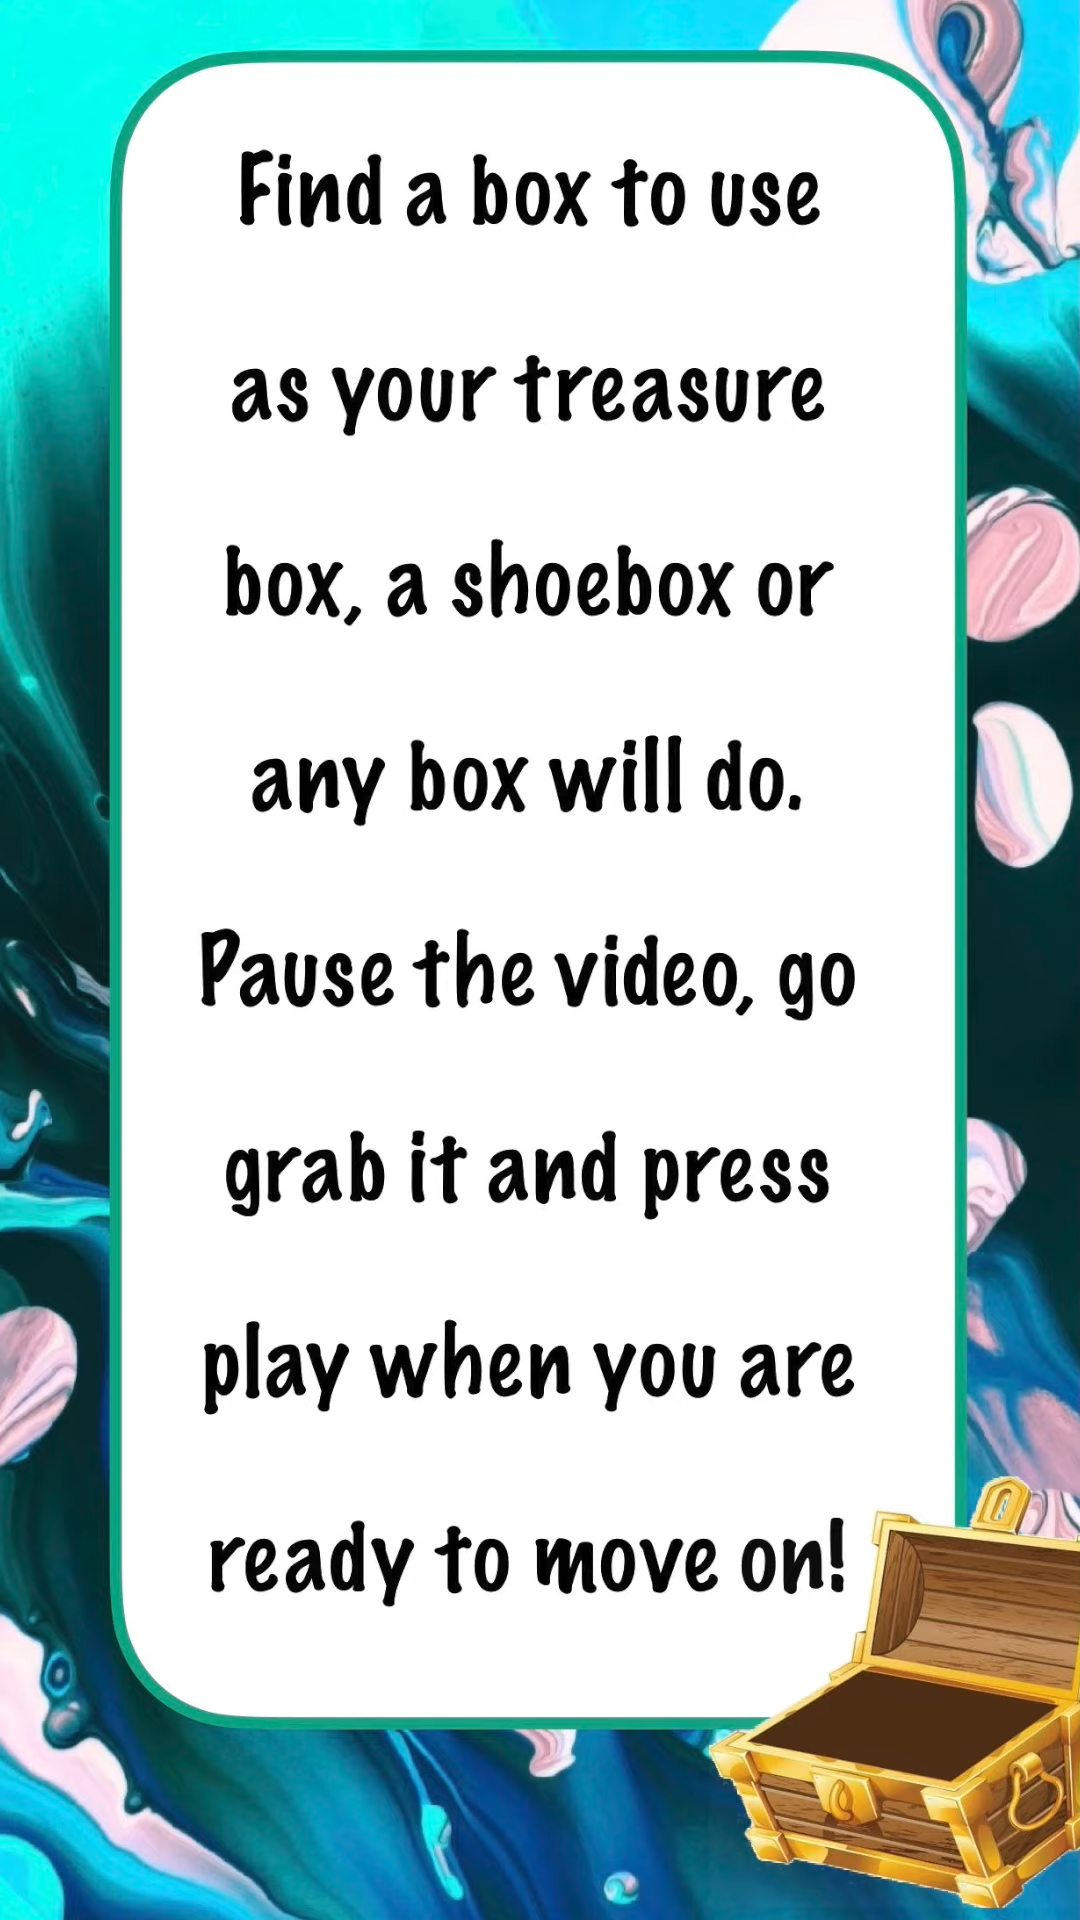 Find a box to use
as your treasure
box, a shoebox or
any box will do.
Pause the video, go
grab it and press
play when you are
ready to move on!